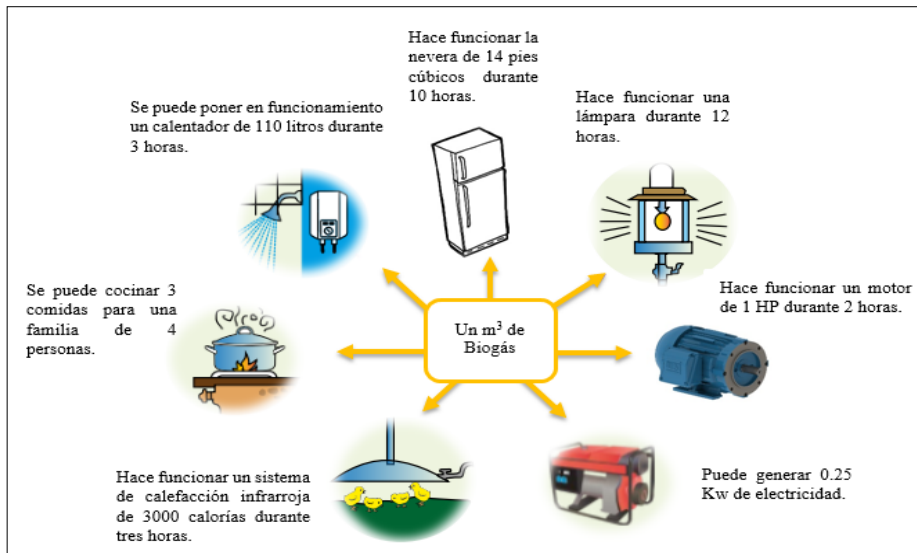 Hace funcionar la
nevera de 14 pies
cúbicos durante
10 horas.
Se puede poner en funcionamiento
un calentador de 110 litros durante
3 horas.
Hace funcionar una
lámpara durante 12
horas.
Se puede cocinar 3
comidas para una
familia de 4
personas.
Un m³ de
Biogás
Hace funcionar un motor
de 1 HP durante 2 horas.
Hace funcionar un sistema
de calefacción infrarroja
de 3000 calorías durante
tres horas.
Puede generar 0.25
Kw de electricidad.